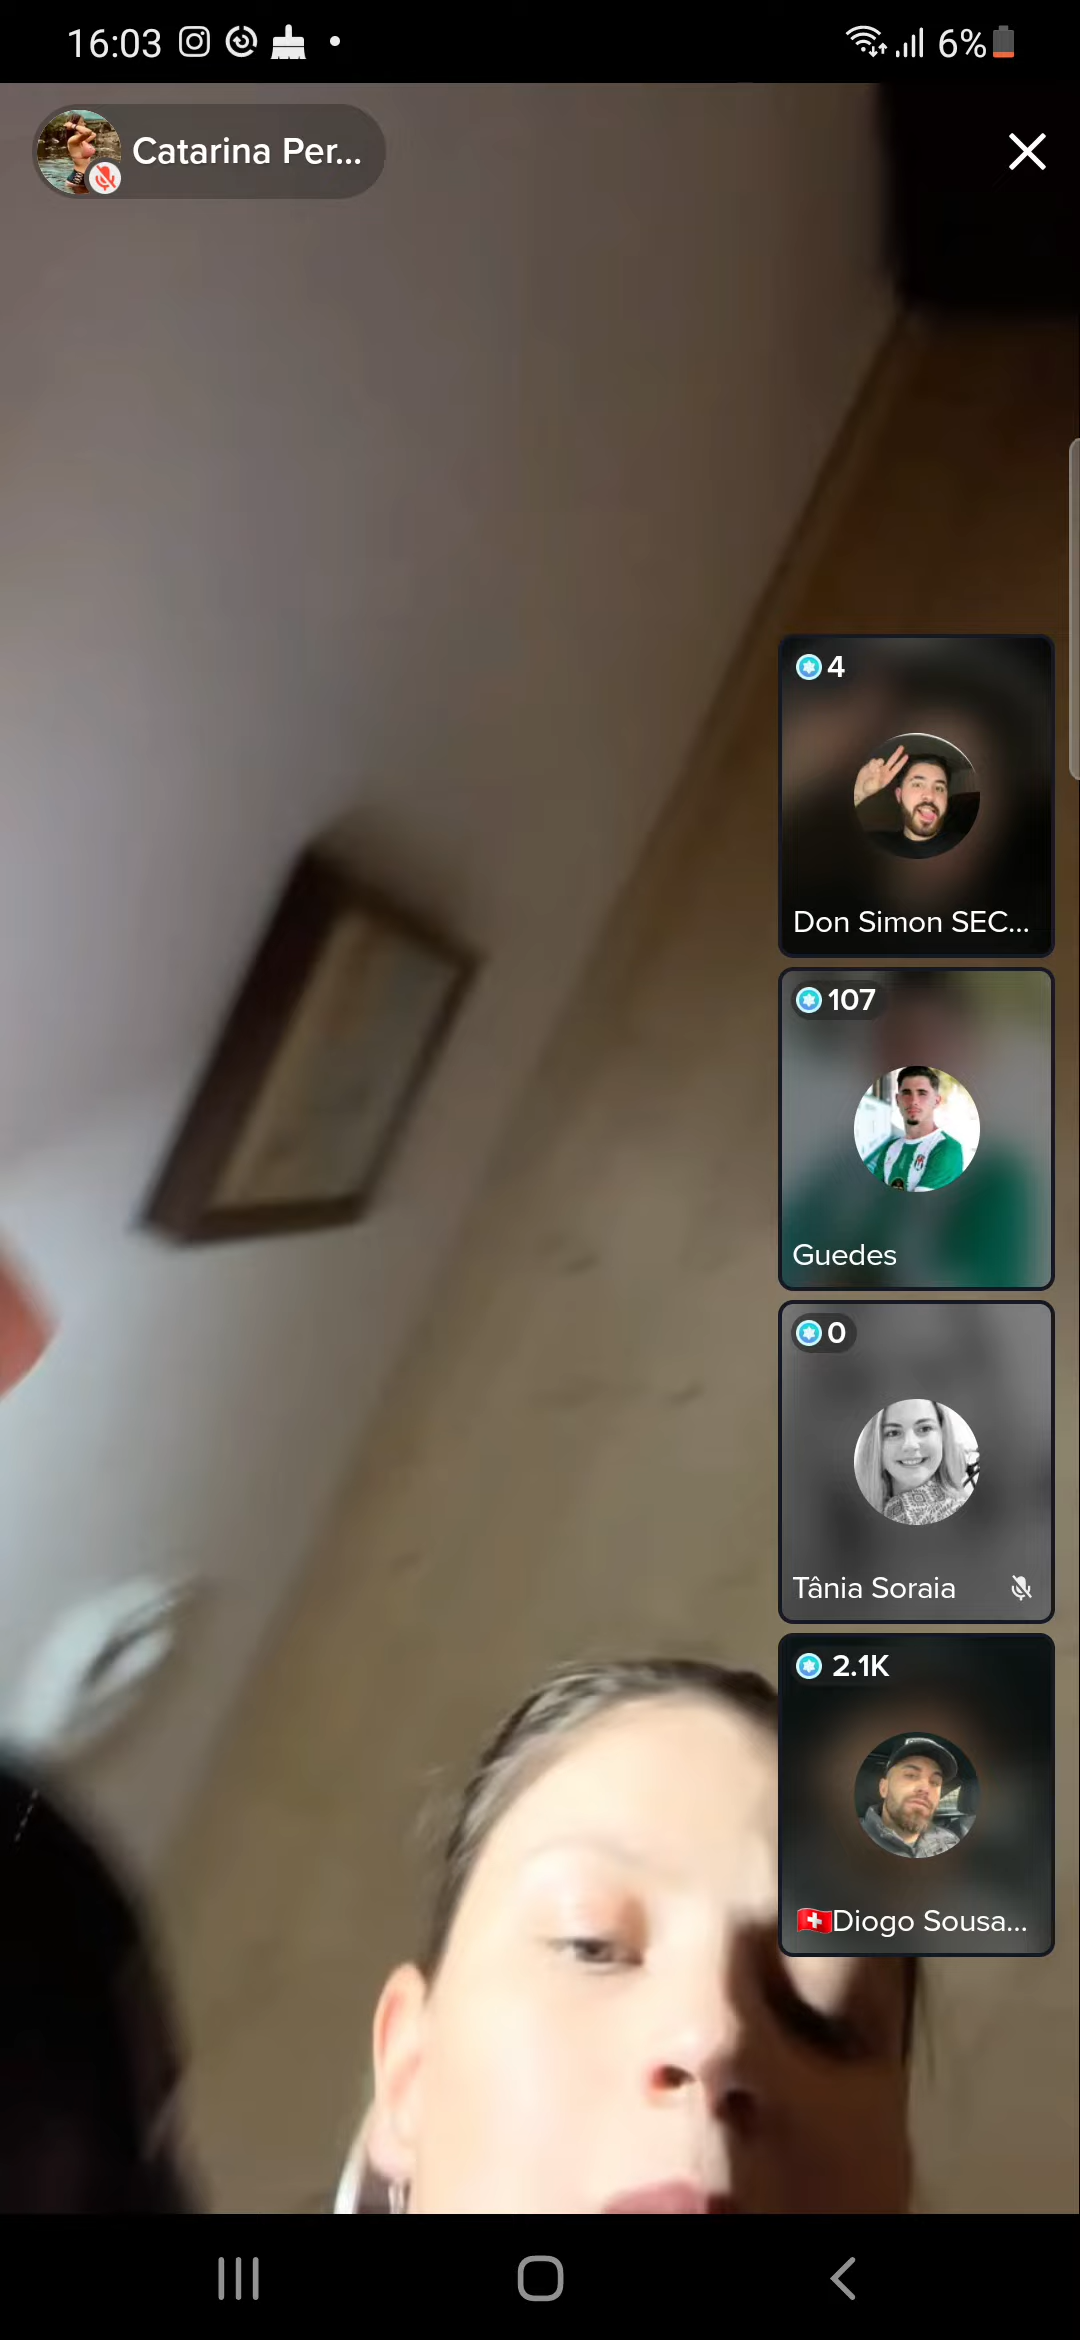 16:03
6%
Catarina Per...
4
Don Simon SEC...
107
Guedes
0
Tânia Soraia
2.1K
🇨🇭Diogo Sousa...